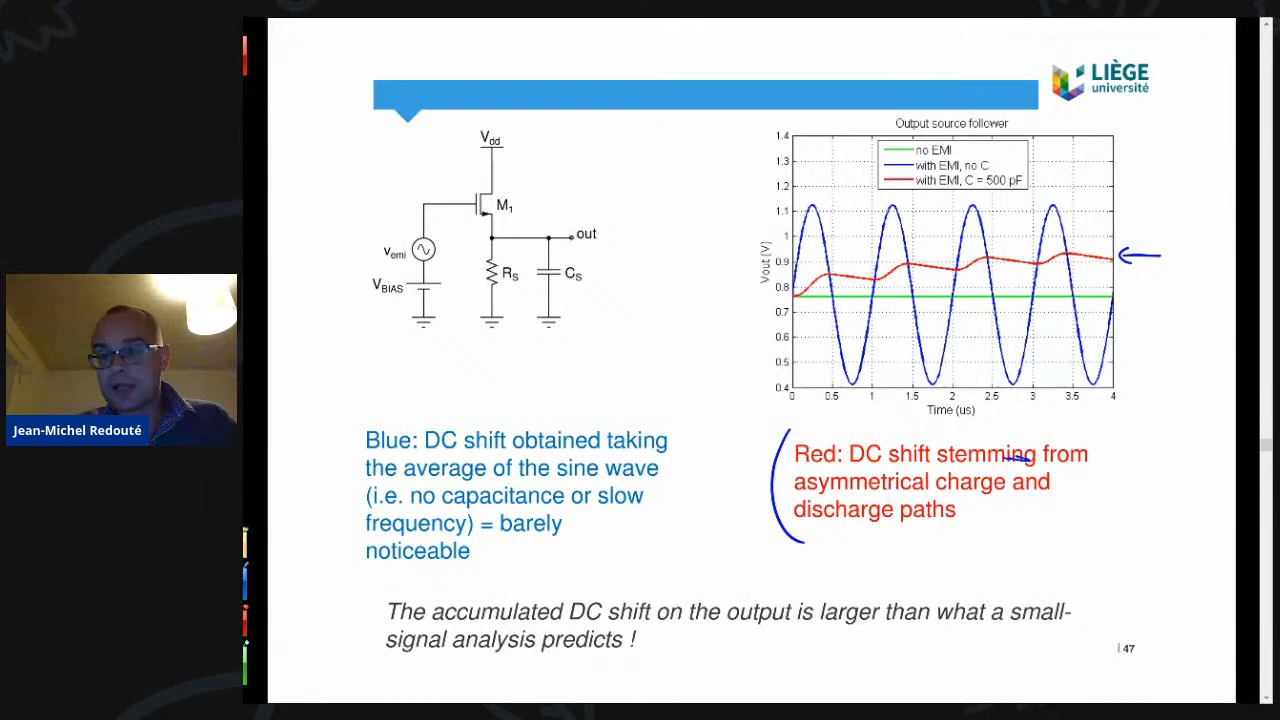 LIÈGE
université
Vdd
M1
vemi
VBIAS
RS
CS
out
Output source follower
no EMI
with EMI, no C
with EMI, C = 500 pF
Vout (V)
1.4
1.3
1.2
1.1
1
0.9
0.8
0.7
0.6
0.5
0.4
0 0.5 1 1.5 2 2.5 3 3.5 4
Time (us)
Jean-Michel Redouté
Blue: DC shift obtained taking
the average of the sine wave
(i.e. no capacitance or slow
frequency) = barely
noticeable
Red: DC shift stemming from
asymmetrical charge and
discharge paths
The accumulated DC shift on the output is larger than what a small-
signal analysis predicts !
47